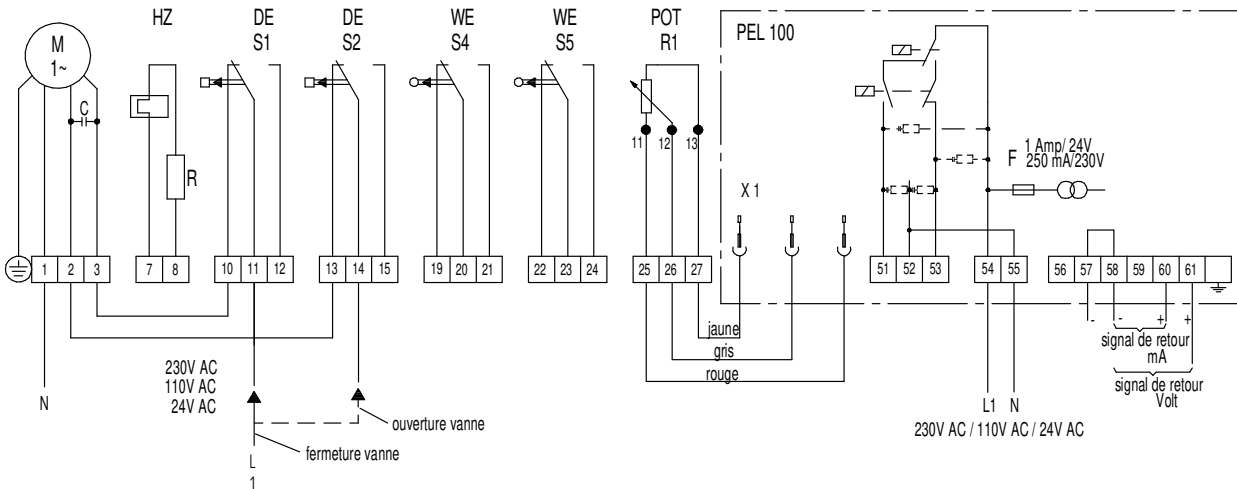 HZ DE DE WE WE POT
S1 S2 S4 S5 R1
PEL 100
M
1~
C
R
11 12 13
F 1 Amp/ 24V
250 mA/230V
X 1
1 2 3 7 8 10 11 12 13 14 15 19 20 21 22 23 24 25 26 27 51 52 53 54 55 56 57 58 59 60 61
jaune
gris
rouge
- - + +
signal de retour
mA
signal de retour
Volt
230V AC
110V AC
24V AC
N
L1 N
230V AC / 110V AC / 24V AC
ouverture vanne
fermeture vanne
L
1